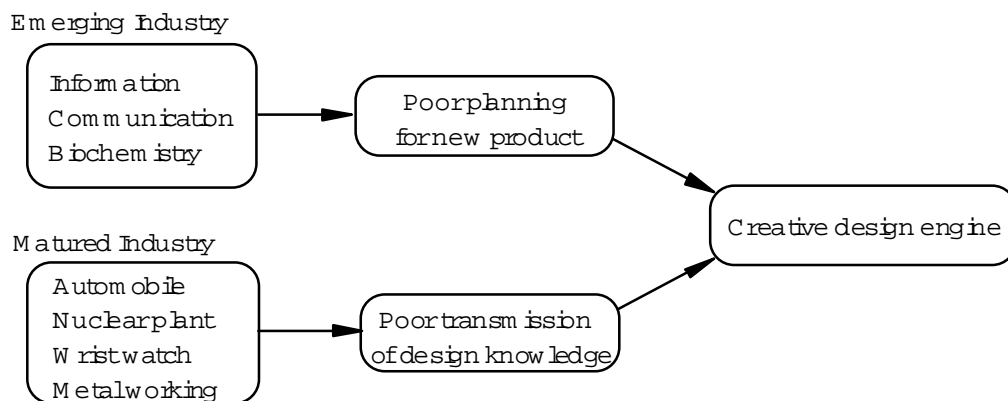 Emerging Industry
Information
Communication
Biochemistry
Poor planning
for new product
Creative design engine
Matured Industry
Automobile
Nuclear plant
Wristwatch
Metalworking
Poor transmission
of design knowledge